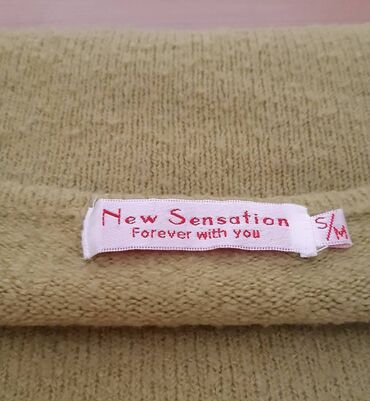 New Sensation
Forever with you
S/M